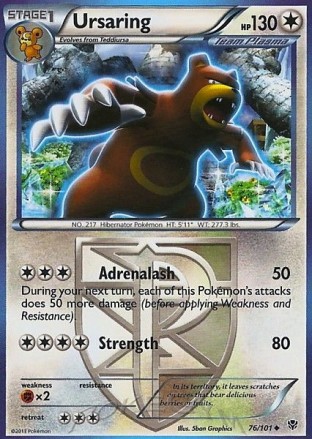 STAGE1 Ursaring HP130
Evolves from Teddiursa Team Plasma
NO. 217 Hibernator Pokémon HT: 5'11" WT: 277.3 lbs.
Adrenalash 50
During your next turn, each of this Pokémon's attacks
does 50 more damage (before applying Weakness and
Resistance).
Strength 80
weakness resistance
×2
retreat
In its territory, it leaves scratches
on trees that bear delicious
berries or fruits.
©2013 Pokémon Illus. 5ban Graphics 76/101